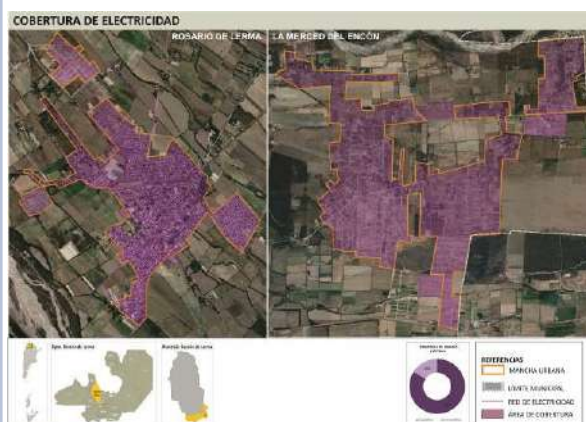 COBERTURA DE ELECTRICIDAD
ROSARIO DE LERMA
LA MERCED DEL ENCÓN
REFERENCIAS
MANCHA URBANA
LÍMITE MUNICIPAL
RED DE ELECTRICIDAD
ÁREA DE COBERTURA